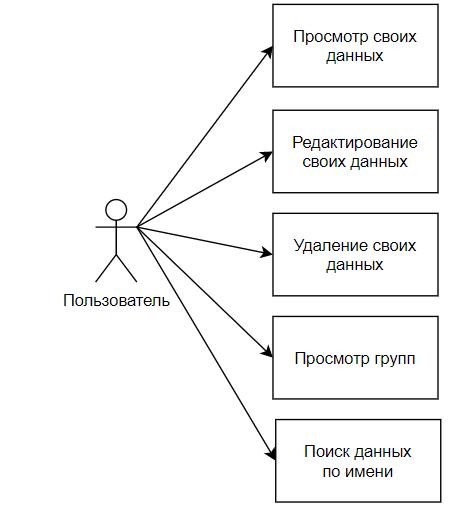 Просмотр своих
данных
Редактирование
своих данных
Удаление своих
данных
Пользователь
Просмотр групп
Поиск данных
по имени